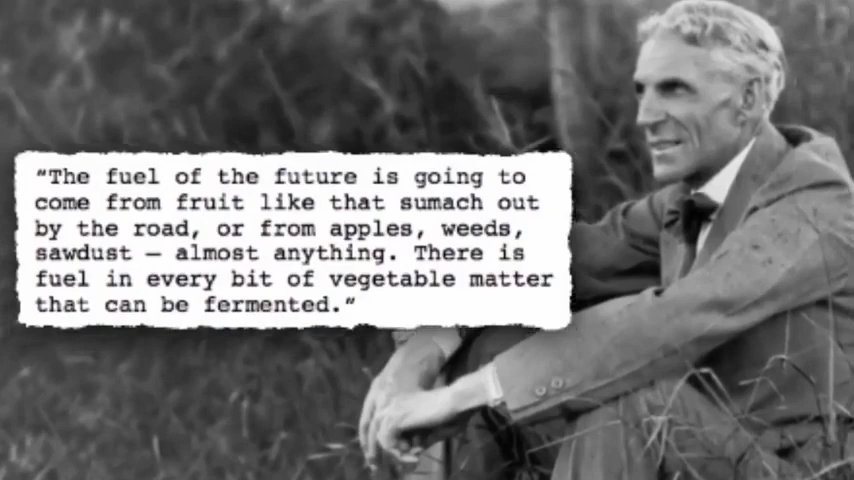 “The fuel of the future is going to
come from fruit like that sumach out
by the road, or from apples, weeds,
sawdust — almost anything. There is
fuel in every bit of vegetable matter
that can be fermented.”